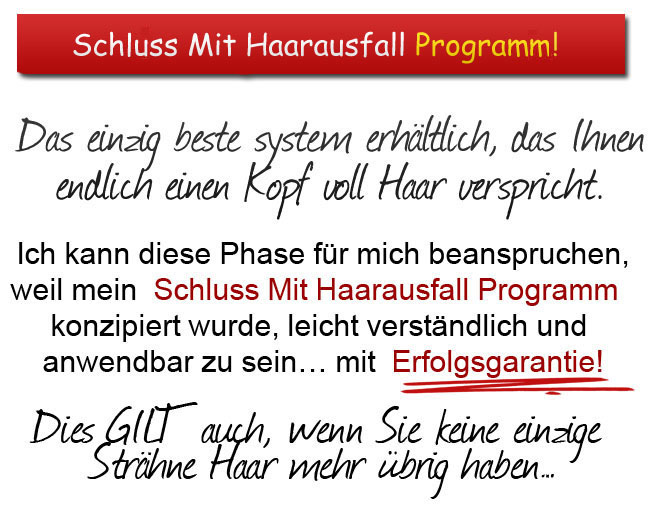 Schluss Mit Haarausfall Programm!
Das einzig beste system erhältlich, das Ihnen
endlich einen Kopf voll Haar verspricht.
Ich kann diese Phase für mich beanspruchen,
weil mein Schluss Mit Haarausfall Programm
konzipiert wurde, leicht verständlich und
anwendbar zu sein... mit Erfolgsgarantie!
Dies GILT auch, wenn Sie keine einzige
Strähne Haar mehr übrig haben...